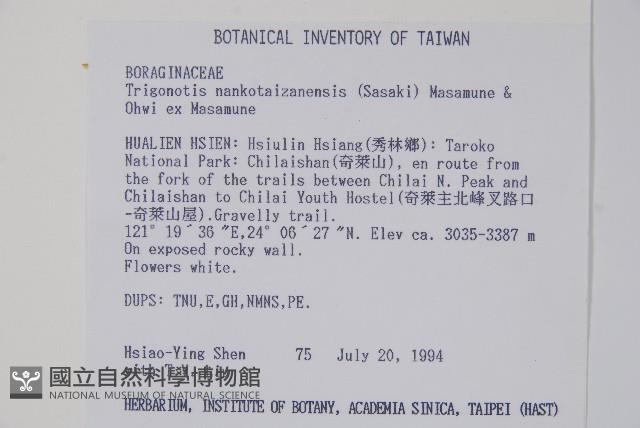 BOTANICAL INVENTORY OF TAIWAN
BORAGINACEAE
Trigonotis nankotaizanensis (Sasaki) Masamune &
Ohwi ex Masamune
HUALIEN HSIEN: Hsiulin Hsiang(秀林鄉): Taroko
National Park: Chilaishan(奇萊山), en route from
the fork of the trails between Chilai N. Peak and
Chilaishan to Chilai Youth Hostel(奇萊主北峰叉路口
-奇萊山屋).Gravelly trail.
121° 19´36 "E,24° 06´27 "N. Elev ca. 3035-3387 m
On exposed rocky wall.
Flowers white.
DUPS: TNU,E,GH,NMNS,PE.
Hsiao-Ying Shen 75 July 20, 1994
with
國立自然科學博物館
NATIONAL MUSEUM OF NATURAL SCIENCE
HERBARIUM, INSTITUTE OF BOTANY, ACADEMIA SINICA, TAIPEI (HAST)